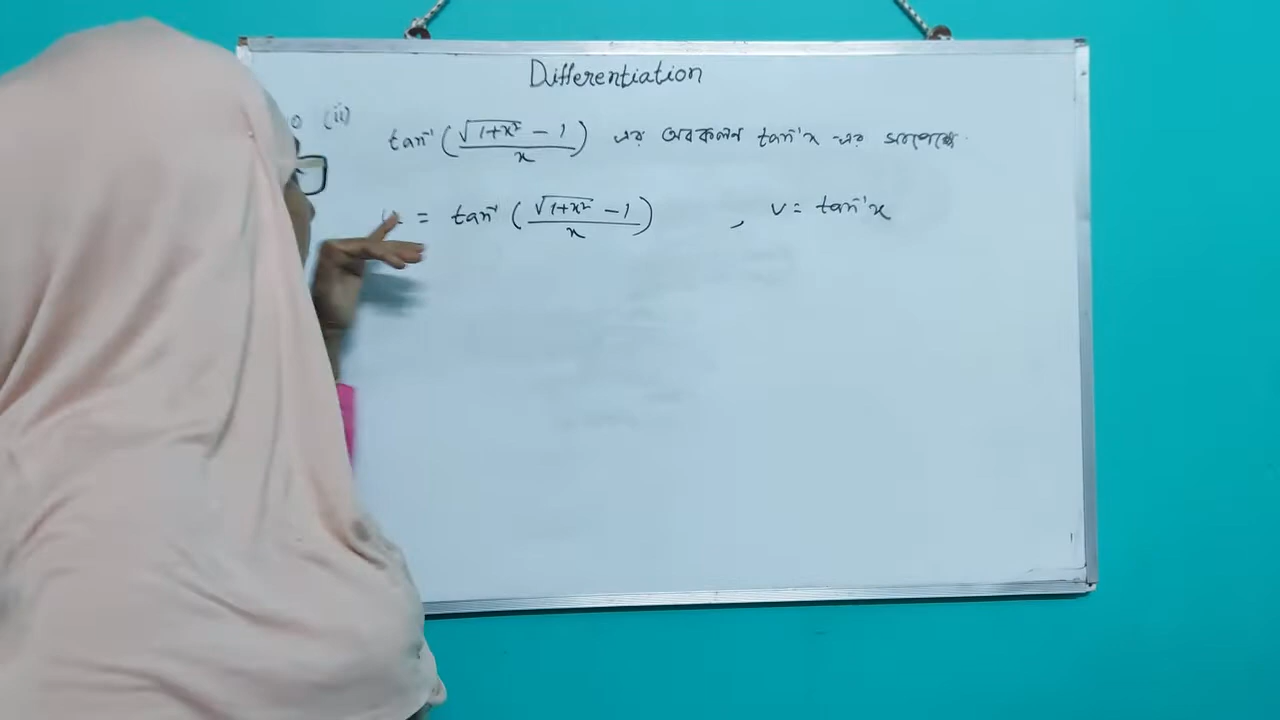 Differentiation
(ii)
tan⁻¹ (√(1+x²) - 1 / x) এর অবকলন tan⁻¹x -এর সাপেক্ষে
= tan⁻¹ (√(1+x²) - 1 / x) , v = tan⁻¹x